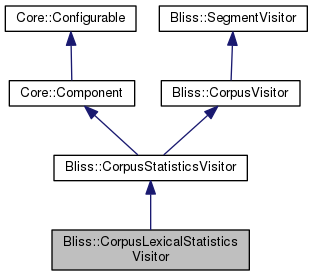 Core::Configurable
Bliss::SegmentVisitor
Core::Component
Bliss::CorpusVisitor
Bliss::CorpusStatisticsVisitor
Bliss::CorpusLexicalStatistics
Visitor